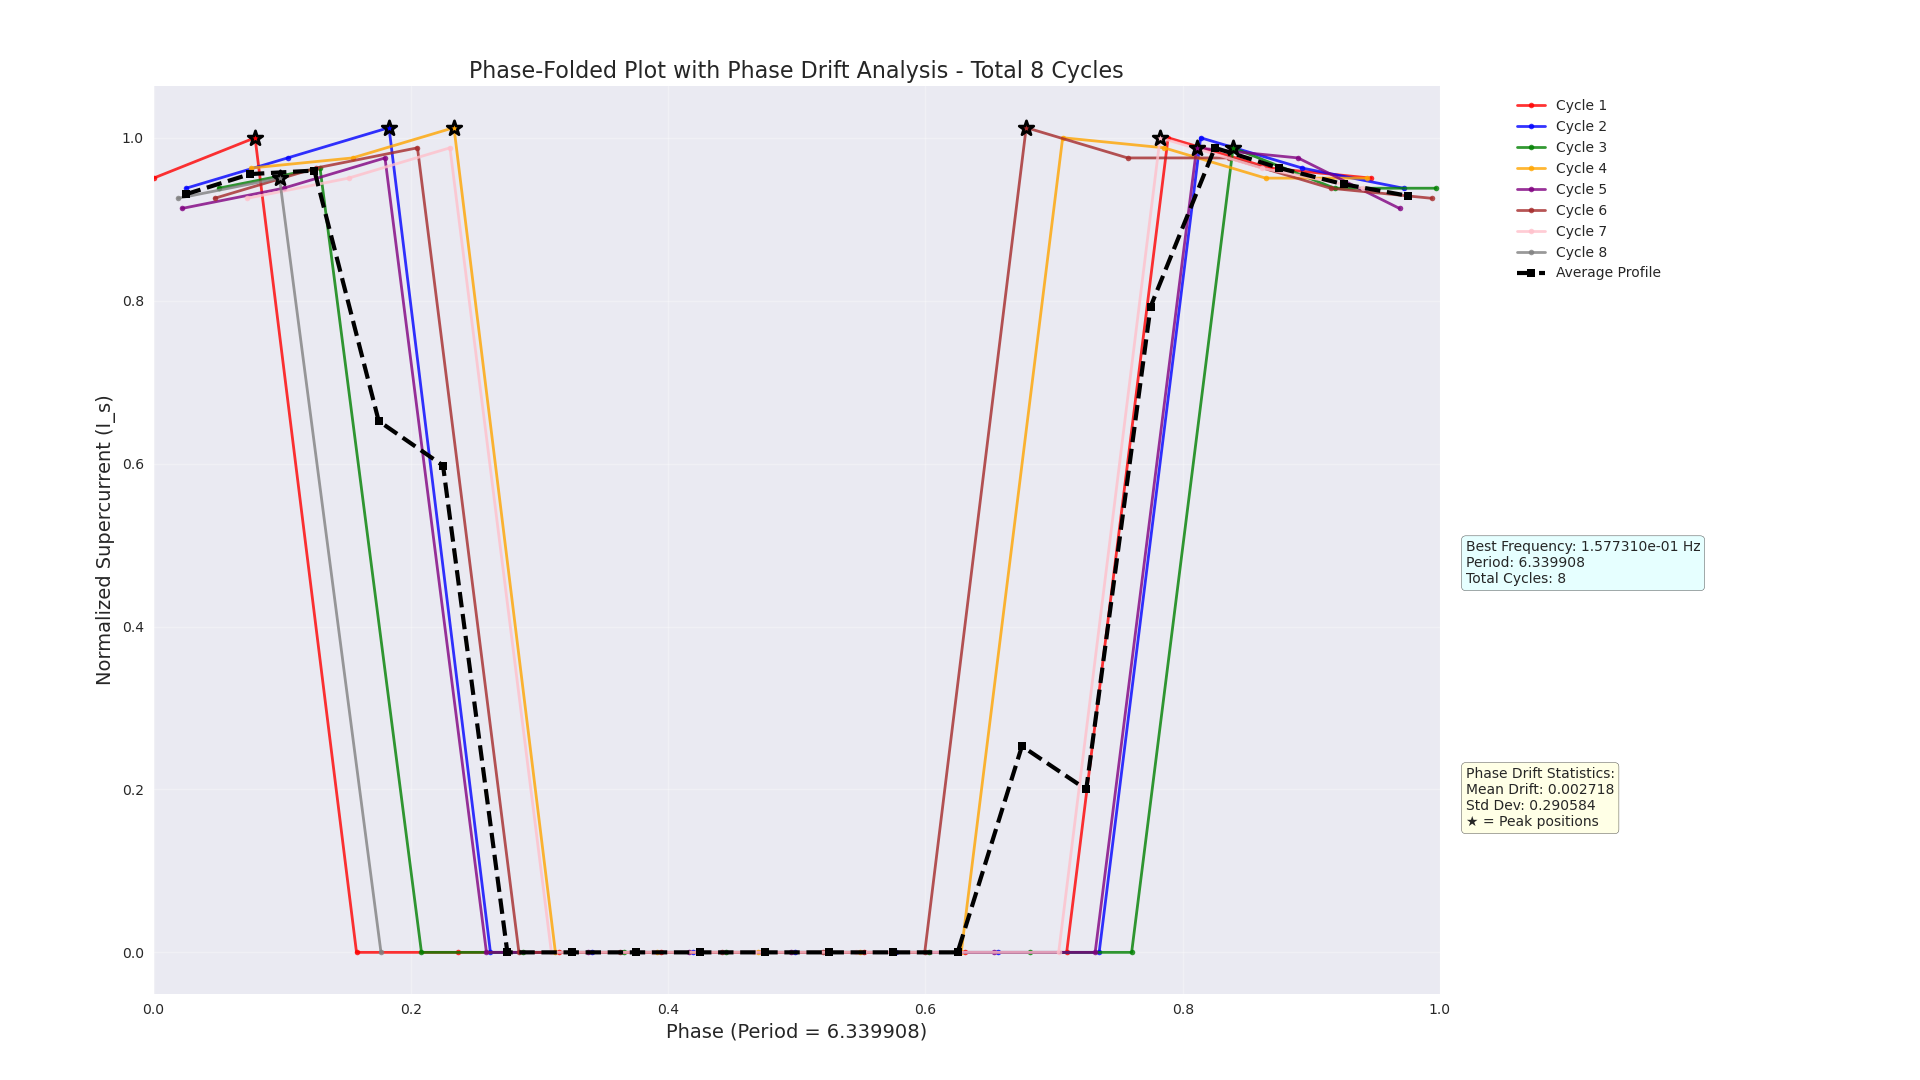 Phase-Folded Plot with Phase Drift Analysis - Total 8 Cycles
Normalized Supercurrent (I_s)
1.0
0.8
0.6
0.4
0.2
0.0
0.0 0.2 0.4 0.6 0.8 1.0
Phase (Period = 6.339908)
Cycle 1
Cycle 2
Cycle 3
Cycle 4
Cycle 5
Cycle 6
Cycle 7
Cycle 8
Average Profile
Best Frequency: 1.577310e-01 Hz
Period: 6.339908
Total Cycles: 8
Phase Drift Statistics:
Mean Drift: 0.002718
Std Dev: 0.290584
★ = Peak positions